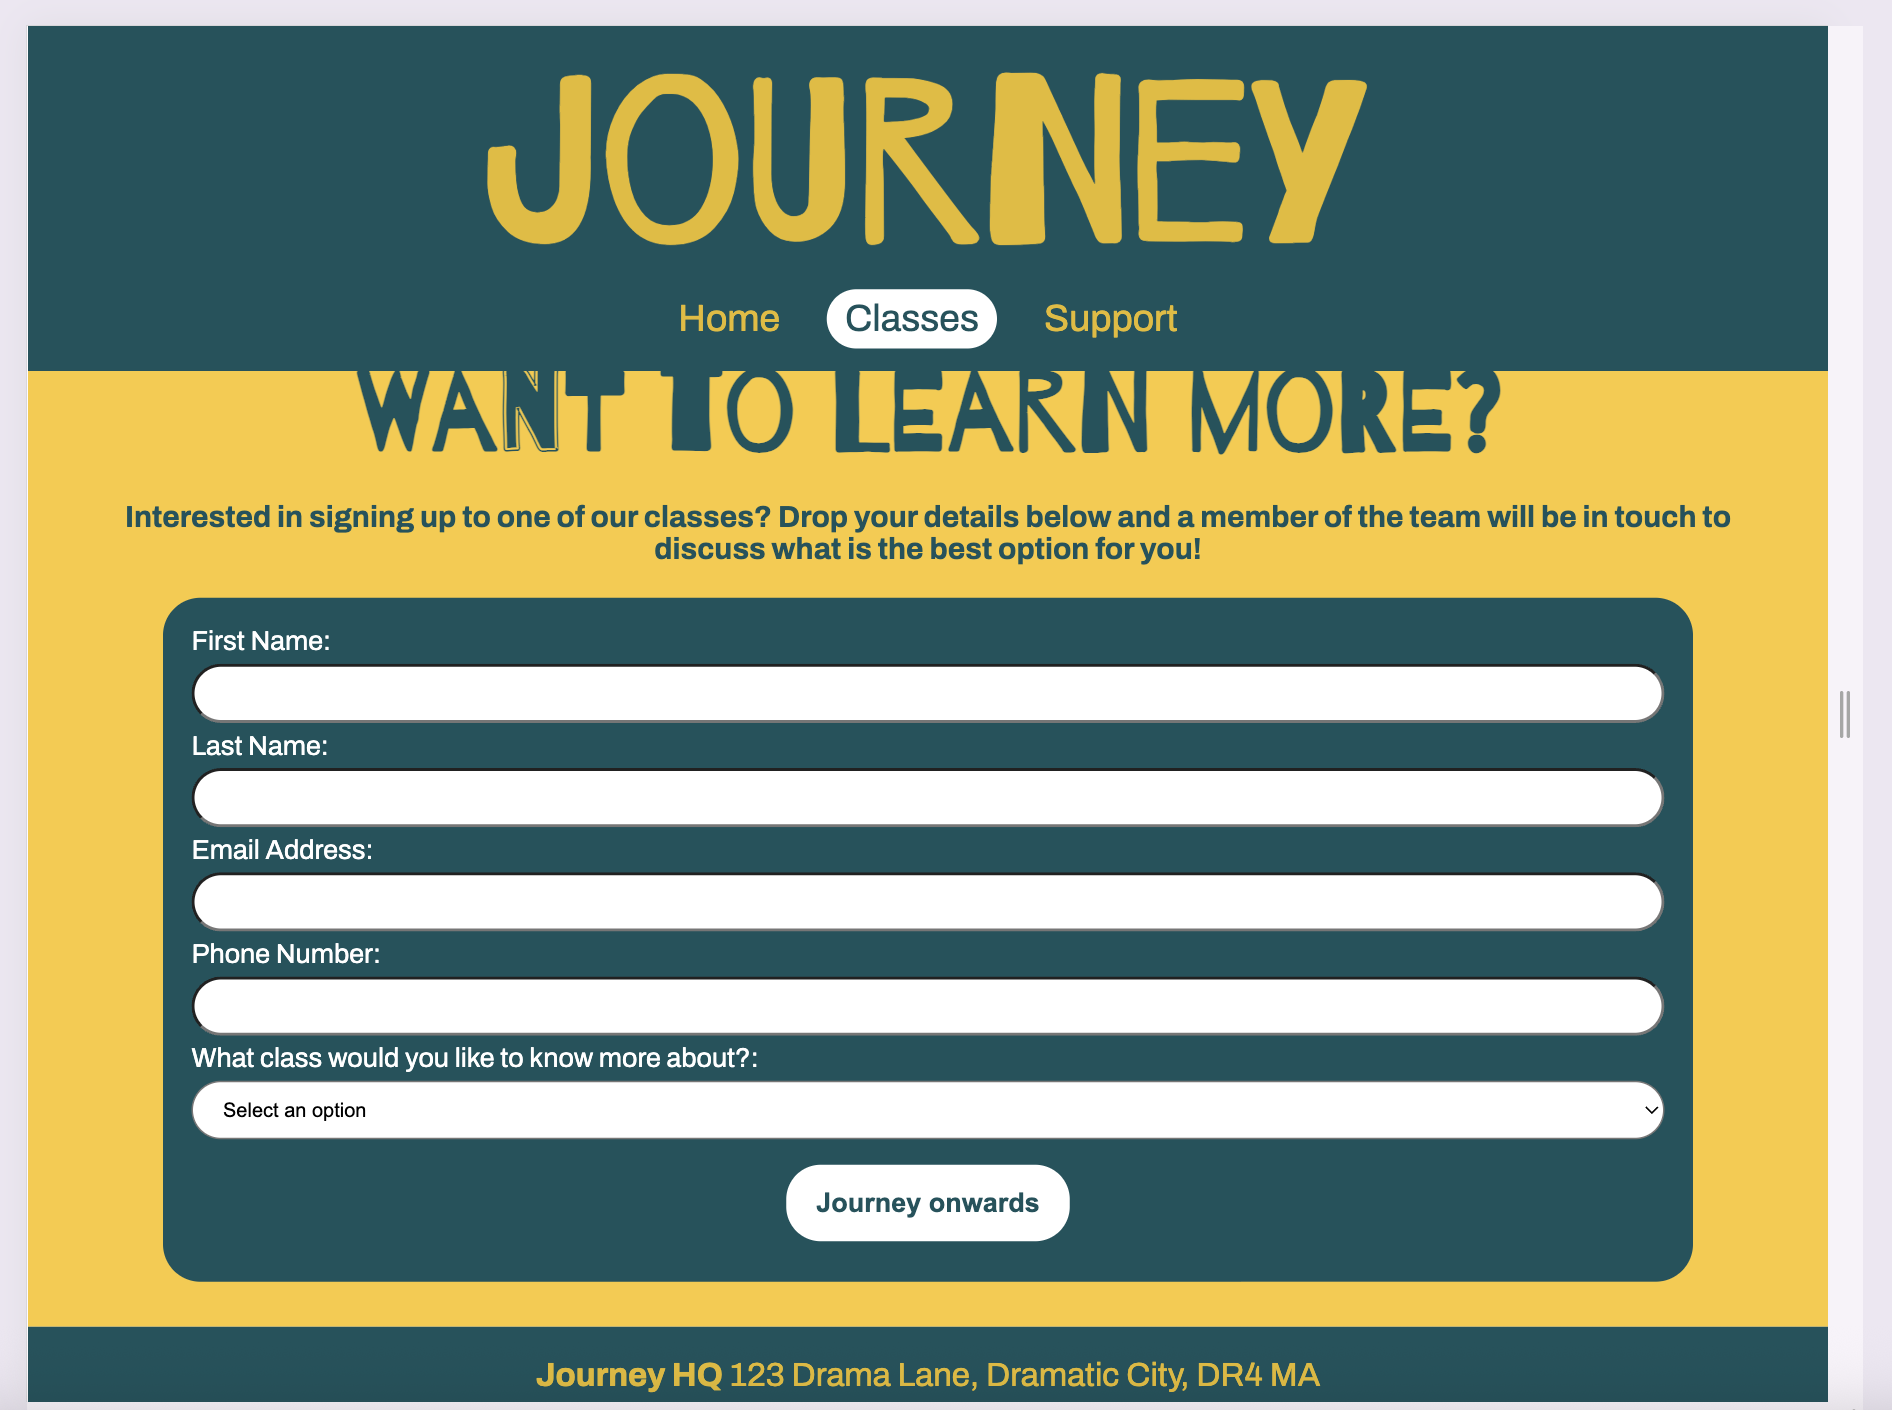 JOURNEY
Home Classes Support
WANT TO LEARN MORE?
Interested in signing up to one of our classes? Drop your details below and a member of the team will be in touch to
discuss what is the best option for you!
First Name:
Last Name:
Email Address:
Phone Number:
What class would you like to know more about?:
Select an option
Journey onwards
Journey HQ 123 Drama Lane, Dramatic City, DR4 MA